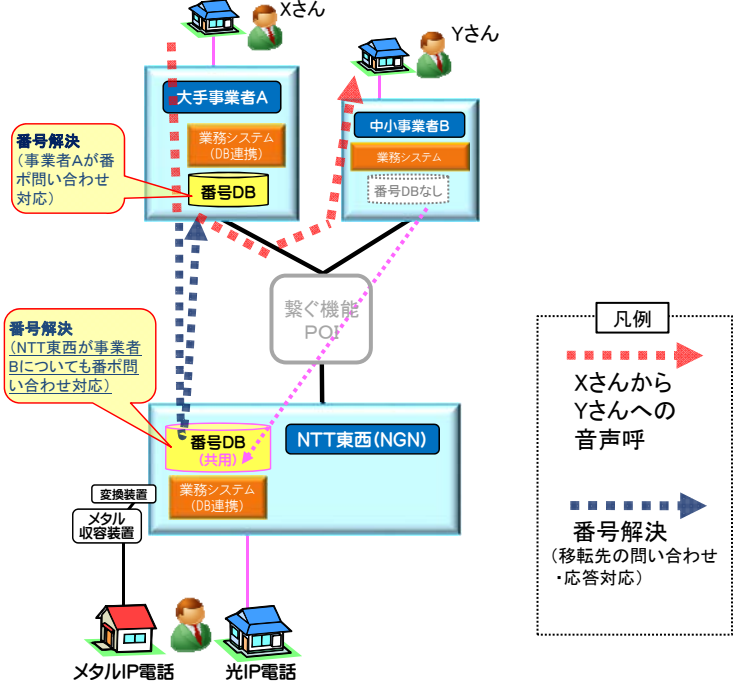 Xさん
Yさん
大手事業者A
業務システム
(DB連携)
番号DB
中小事業者B
業務システム
番号DBなし
番号解決
(事業者Aが番
ポ問い合わせ
対応)
繋ぐ機能
POI
番号解決
(NTT東西が事業者
Bについても番ポ問
い合わせ対応)
番号DB
(共用)
NTT東西(NGN)
業務システム
(DB連携)
変換装置
メタル
収容装置
メタルIP電話
光IP電話
凡例
Xさんから
Yさんへの
音声呼
番号解決
(移転先の問い合わせ
・応答対応)